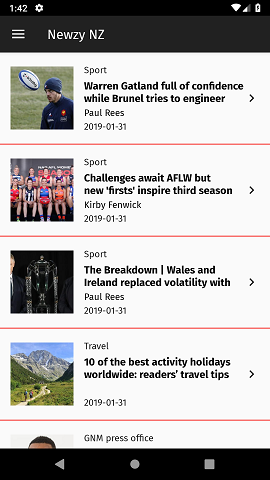 1:42
Newzy NZ
Sport
Warren Gatland full of confidence
while Brunel tries to engineer
Paul Rees
2019-01-31
Sport
Challenges await AFLW but
new 'firsts' inspire third season
Kirby Fenwick
2019-01-31
Sport
The Breakdown | Wales and
Ireland replaced volatility with
Paul Rees
2019-01-31
Travel
10 of the best activity holidays
worldwide: readers’ travel tips
2019-01-31
GNM press office